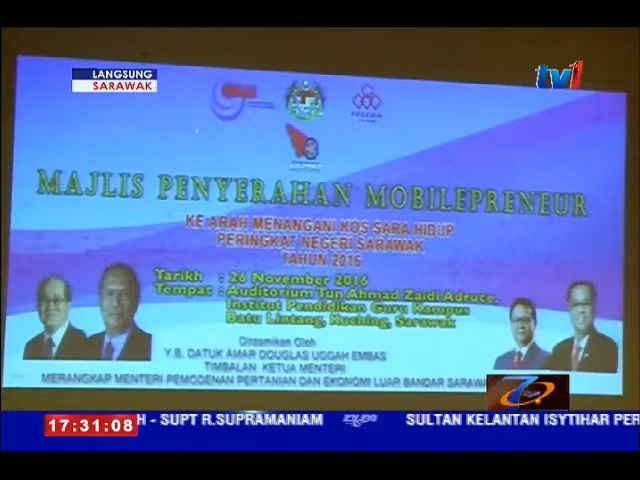 LANGSUNG
SARAWAK
tv1
TEKUN
MAJLIS PENYERAHAN MOBILEPRENEUR
KE ARAH MENANGANI KOS SARA HIDUP
PERINGKAT NEGERI SARAWAK
TAHUN 2016
Tarikh : 26 November 2016
Tempat : Auditorium Tun Ahmad Zaidi Adruce,
Institut Pendidikan Guru Kampus
Batu Lintang, Kuching, Sarawak
Dirasmikan Oleh:
Y.B. DATUK AMAR DOUGLAS UGGAH EMBAS
TIMBALAN KETUA MENTERI
MERANGKAP MENTERI PEMODENAN PERTANIAN DAN EKONOMI LUAR BANDAR SARAWA
17:31:08
H - SUPT R.SUPRAMANIAM
SULTAN KELANTAN ISYTIHAR PER